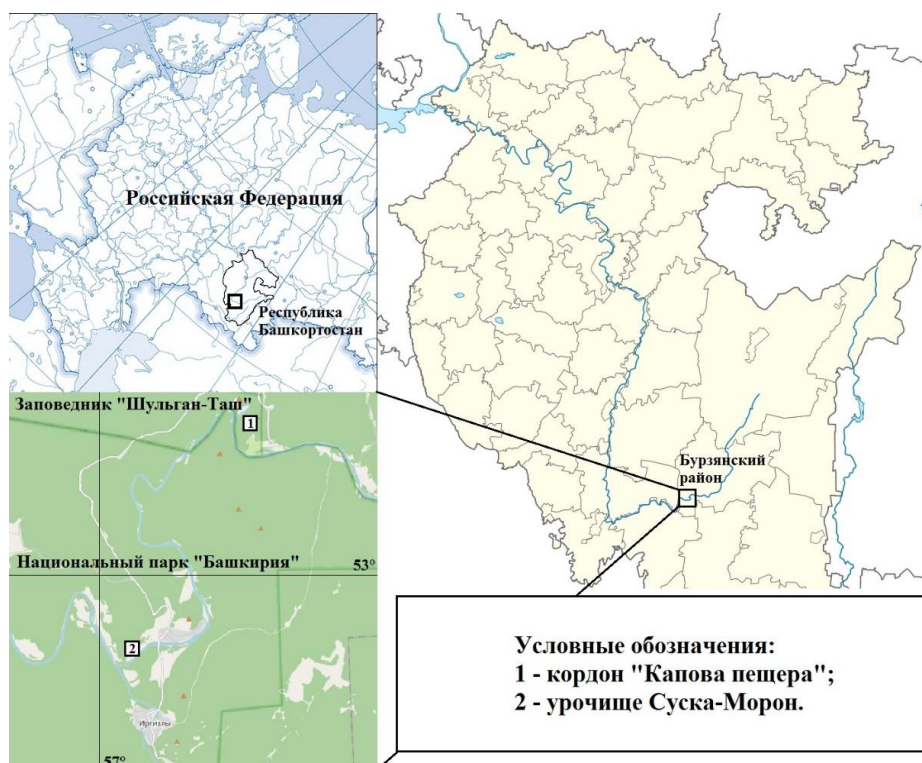 Российская Федерация
Республика
Башкортостан
Заповедник "Шульган-Таш"
1
Национальный парк "Башкирия"
53°
2
Иргизлы
57°
Бурзянский
район
Условные обозначения:
1 - кордон "Капова пещера";
2 - урочище Суска-Морон.